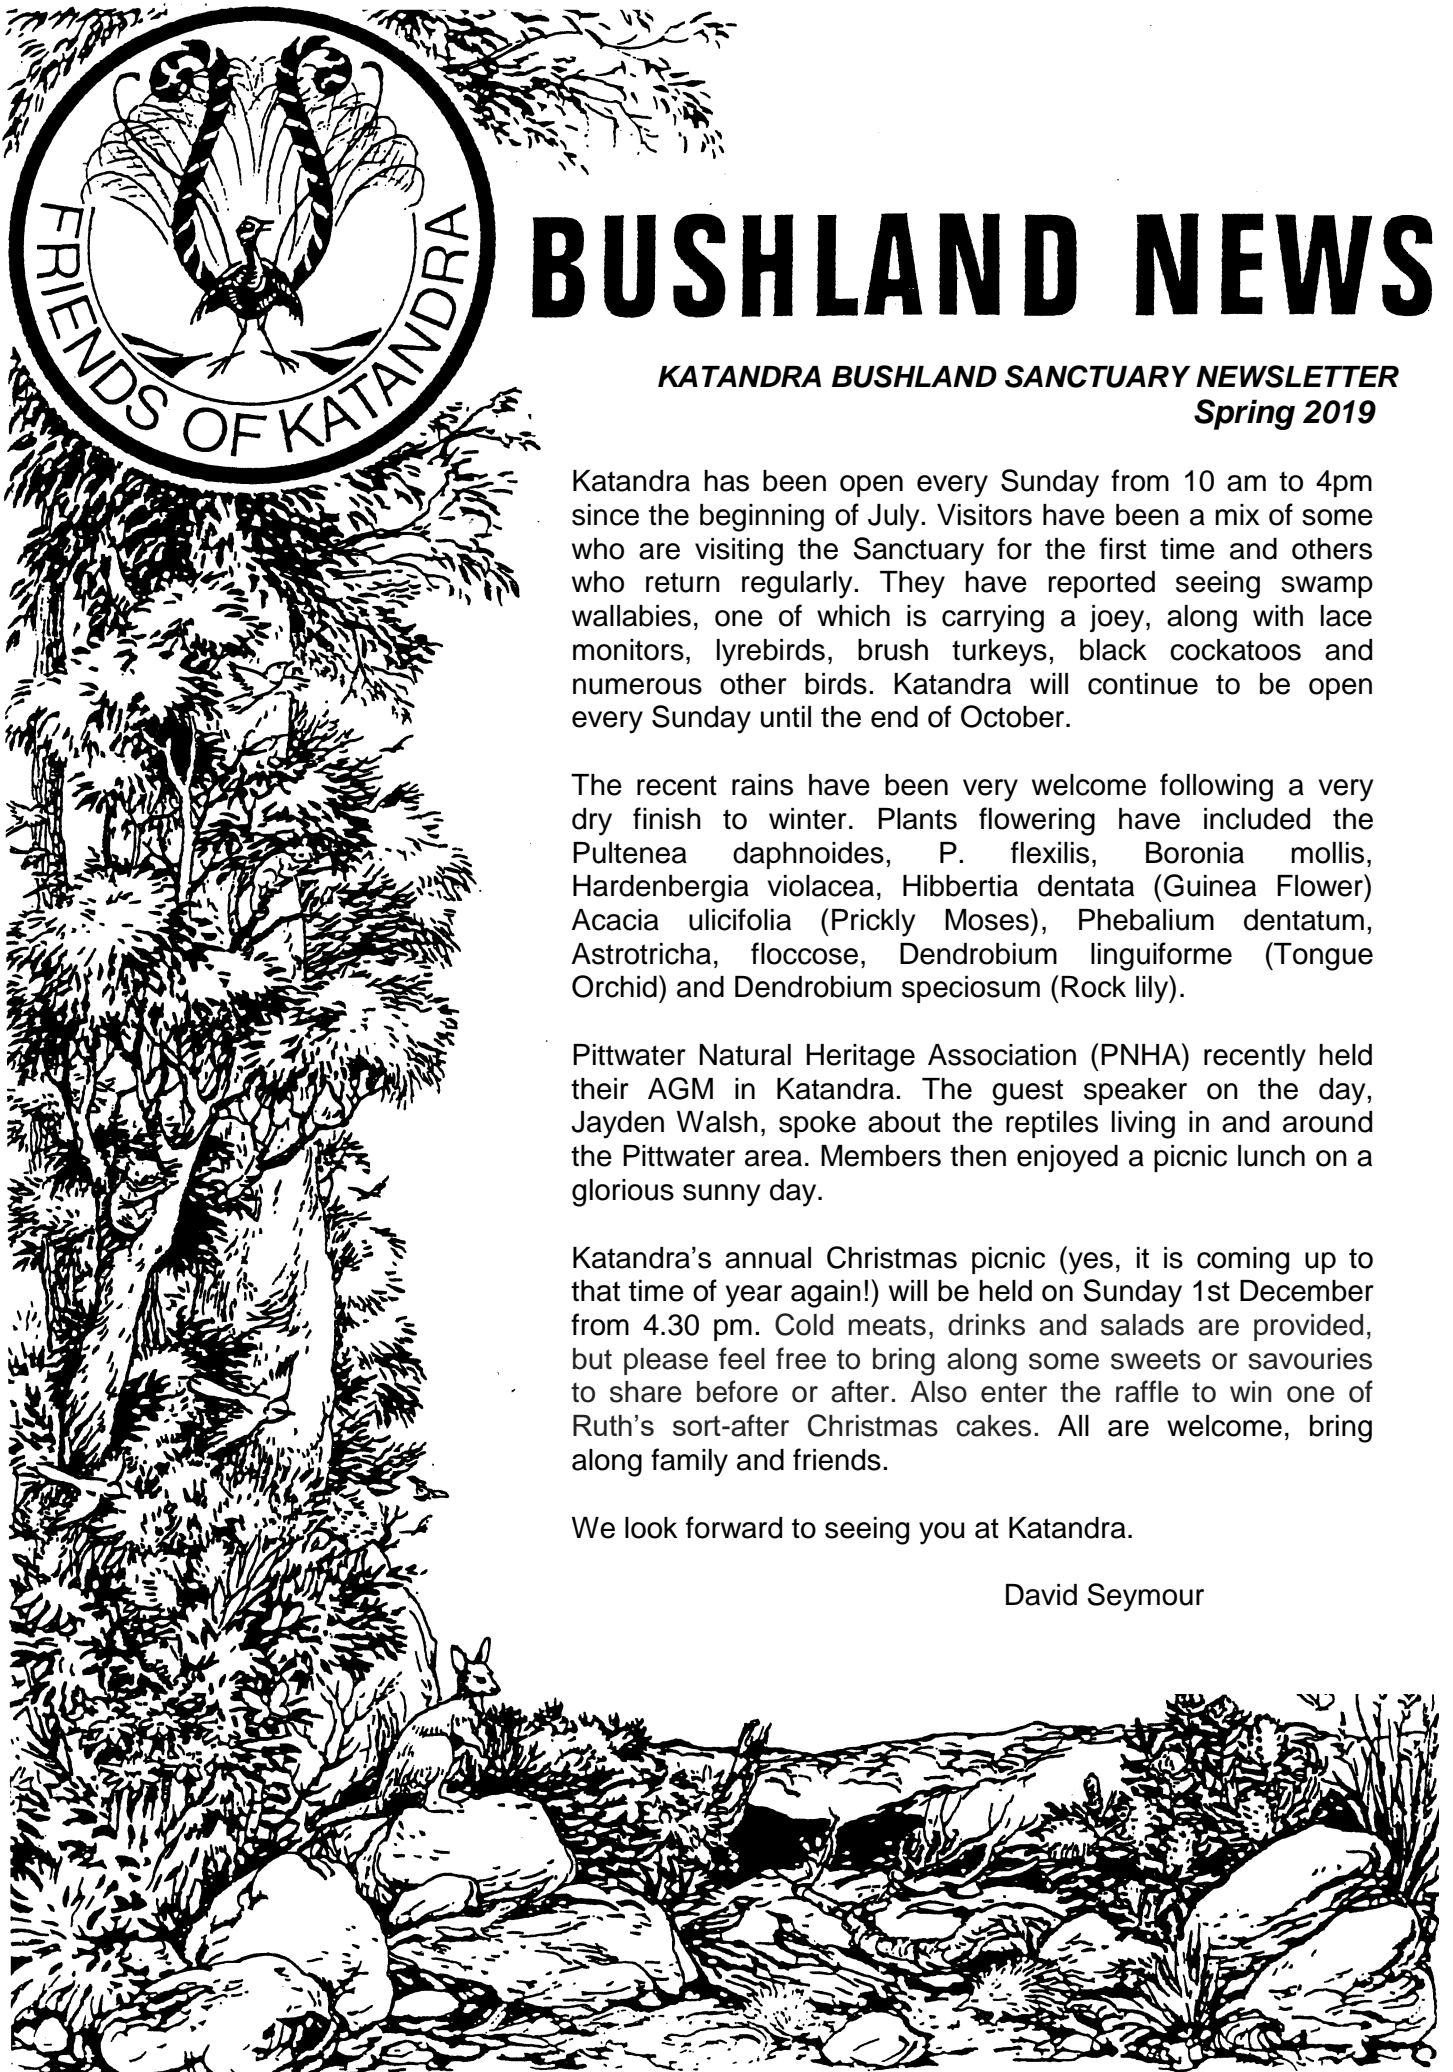 FRIENDS OF KATANDRA
BUSHLAND NEWS
KATANDRA BUSHLAND SANCTUARY NEWSLETTER
Spring 2019
Katandra has been open every Sunday from 10 am to 4pm
since the beginning of July. Visitors have been a mix of some
who are visiting the Sanctuary for the first time and others
who return regularly. They have reported seeing swamp
wallabies, one of which is carrying a joey, along with lace
monitors, lyrebirds, brush turkeys, black cockatoos and
numerous other birds. Katandra will continue to be open
every Sunday until the end of October.
The recent rains have been very welcome following a very
dry finish to winter. Plants flowering have included the
Pultenea daphnoides, P. flexilis, Boronia mollis,
Hardenbergia violacea, Hibbertia dentata (Guinea Flower)
Acacia ulicifolia (Prickly Moses), Phebalium dentatum,
Astrotricha, floccose, Dendrobium linguiforme (Tongue
Orchid) and Dendrobium speciosum (Rock lily).
Pittwater Natural Heritage Association (PNHA) recently held
their AGM in Katandra. The guest speaker on the day,
Jayden Walsh, spoke about the reptiles living in and around
the Pittwater area. Members then enjoyed a picnic lunch on a
glorious sunny day.
Katandra’s annual Christmas picnic (yes, it is coming up to
that time of year again!) will be held on Sunday 1st December
from 4.30 pm. Cold meats, drinks and salads are provided,
but please feel free to bring along some sweets or savouries
to share before or after. Also enter the raffle to win one of
Ruth’s sort-after Christmas cakes. All are welcome, bring
along family and friends.
We look forward to seeing you at Katandra.
David Seymour